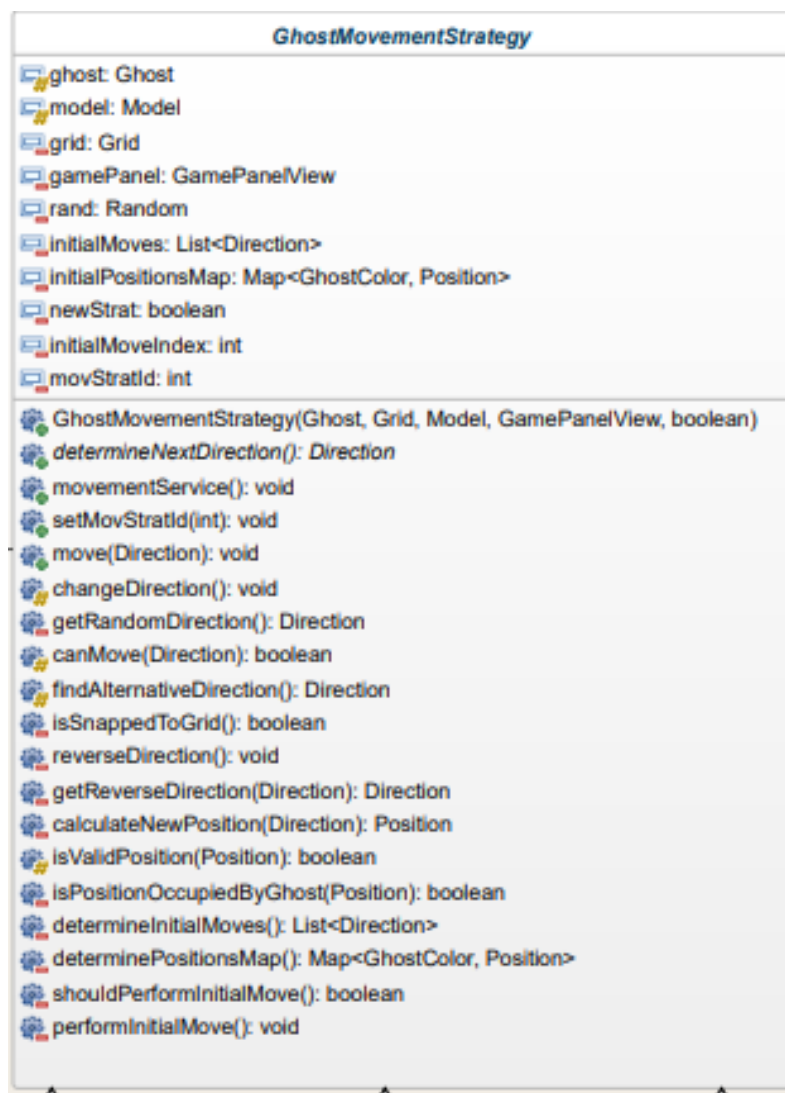 GhostMovementStrategy
ghost: Ghost
model: Model
grid: Grid
gamePanel: GamePanelView
rand: Random
initialMoves: List<Direction>
initialPositionsMap: Map<GhostColor, Position>
newStrat: boolean
initialMoveIndex: int
movStratId: int
GhostMovementStrategy(Ghost, Grid, Model, GamePanelView, boolean)
determineNextDirection(): Direction
movementService(): void
setMovStratId(int): void
move(Direction): void
changeDirection(): void
getRandomDirection(): Direction
canMove(Direction): boolean
findAlternativeDirection(): Direction
isSnappedToGrid(): boolean
reverseDirection(): void
getReverseDirection(Direction): Direction
calculateNewPosition(Direction): Position
isValidPosition(Position): boolean
isPositionOccupiedByGhost(Position): boolean
determineInitialMoves(): List<Direction>
determinePositionsMap(): Map<GhostColor, Position>
shouldPerformInitialMove(): boolean
performInitialMove(): void